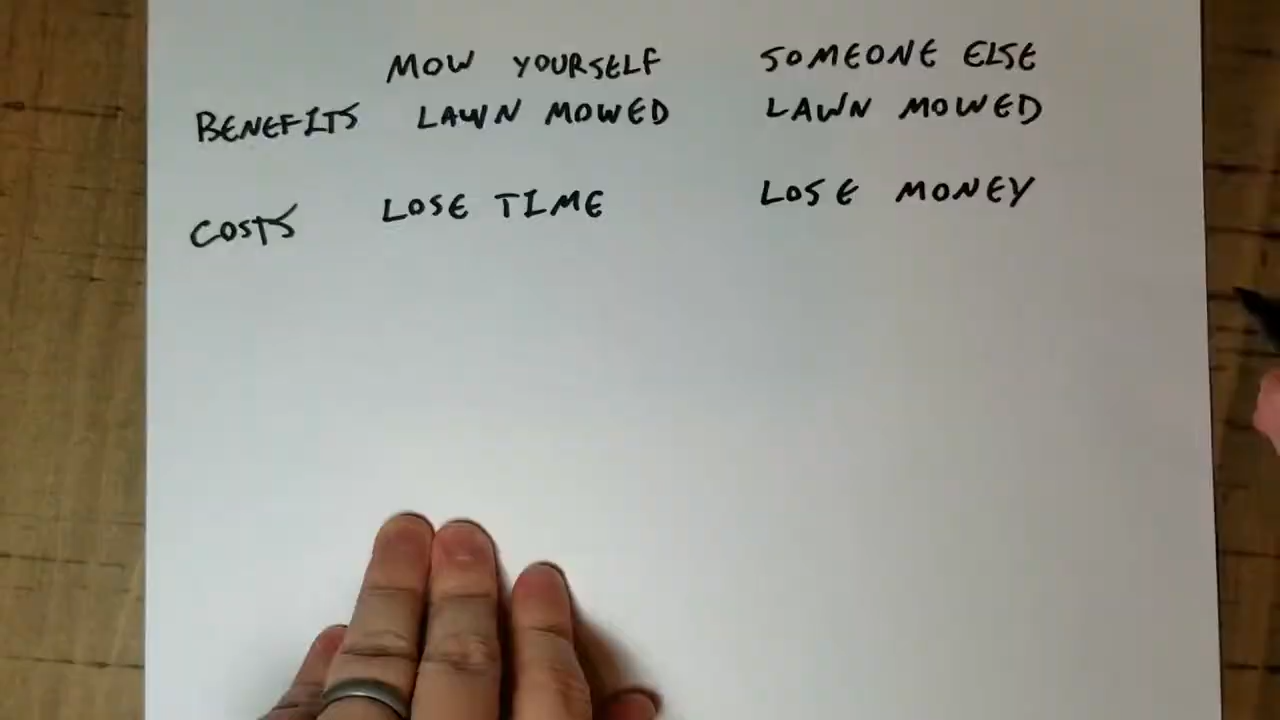 MOW YOURSELF SOMEONE ELSE
BENEFITS LAWN MOWED LAWN MOWED
COSTS LOSE TIME LOSE MONEY